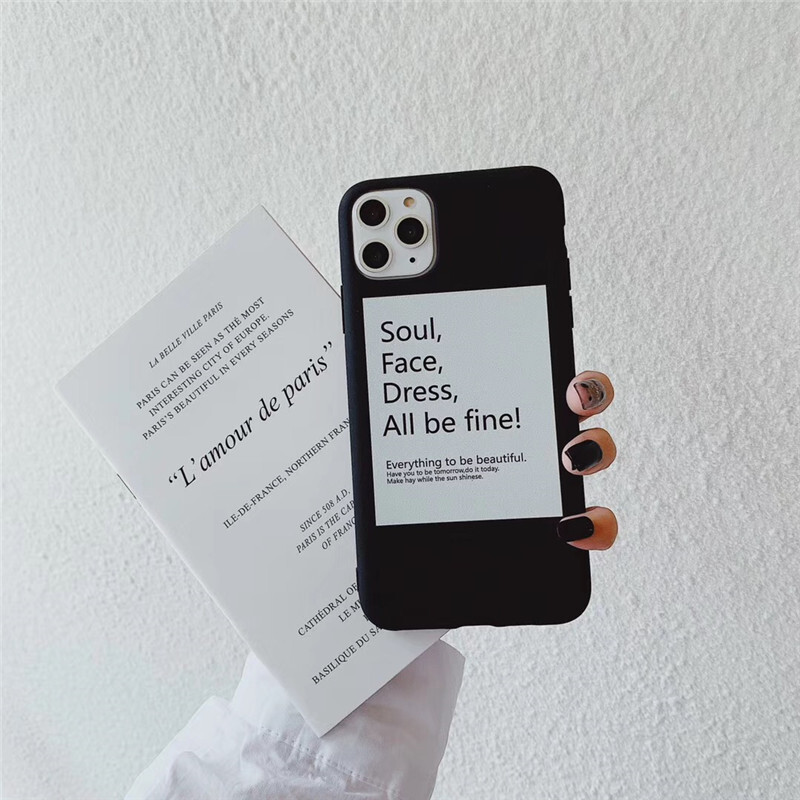 LA BELLE VILLE PARIS
PARIS CAN BE SEEN AS THE MOST
INTERESTING CITY OF EUROPE.
PARIS'S BEAUTIFUL IN EVERY SEASONS
“L'amour de paris”
ILE-DE-FRANCE, NORTHERN FRAN
SINCE 508 A.D.
PARIS IS THE CAP
OF FRANC
CATHÉDRAL OF
LE M
BASILIQUE DU SA
Soul,
Face,
Dress,
All be fine!
Everything to be beautiful.
Have you to be tomorrow,do it today.
Make hay while the sun shinese.